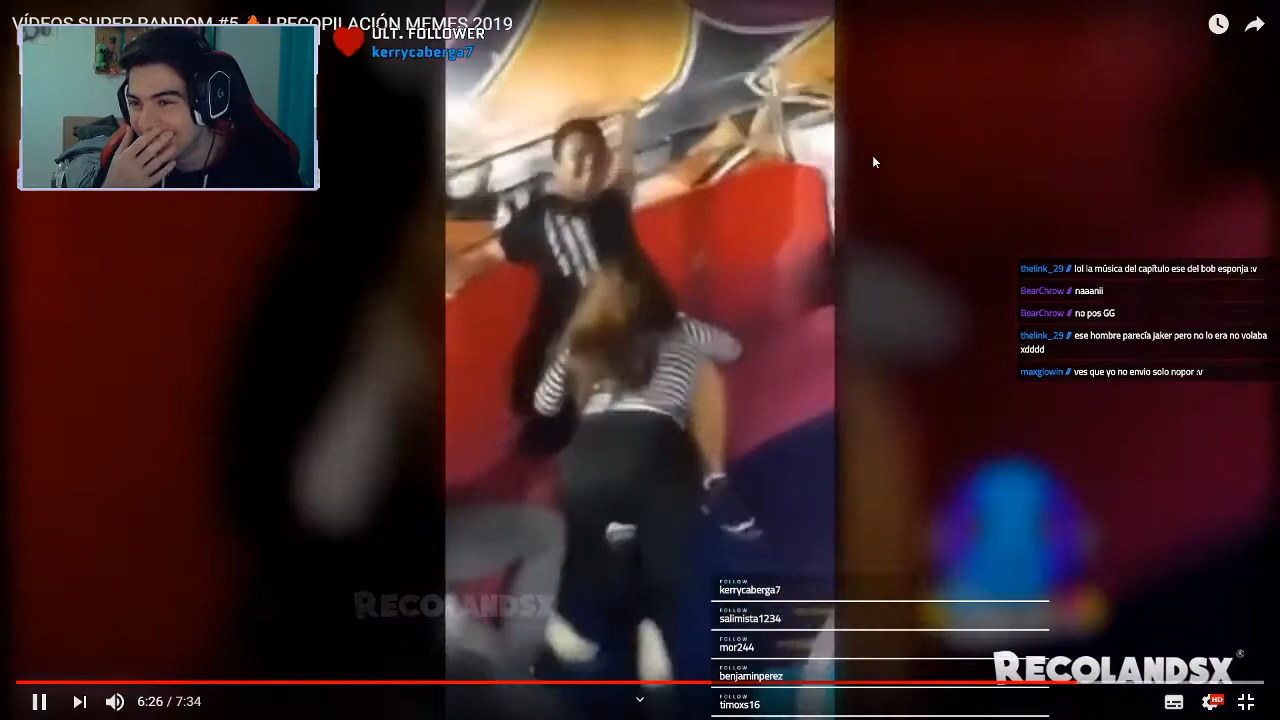 VÍDEOS SUPER RANDOM #5 🔥 | RECOPILACIÓN MEMES 2019
ULT. FOLLOWER
kerrycaberga7
thelink_29 // lol la música del capítulo ese del bob esponja :v
BearChrow // naaanii
BearChrow // no pos GG
thelink_29 // ese hombre parecía jaker pero no lo era no volaba
xdddd
maxglowin // ves que yo no envio solo nopor :v
FOLLOW
kerrycaberga7
FOLLOW
salimista1234
FOLLOW
mor244
FOLLOW
benjaminperez
FOLLOW
timoxs16
RECOLANDSX
RECOLANDSX®
6:26 / 7:34
HD